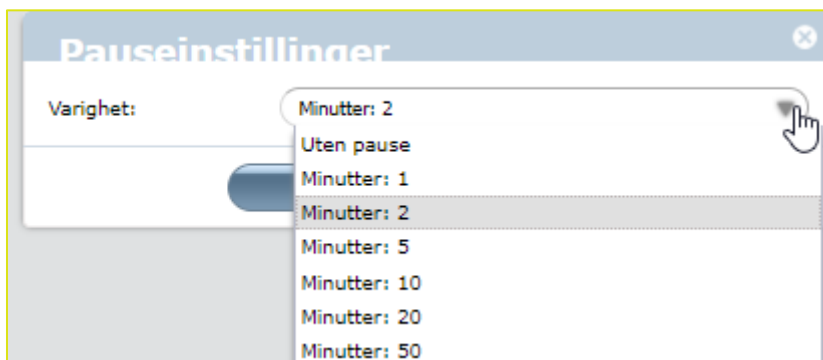 Pauseinstillinger
Varighet:
Minutter: 2
Uten pause
Minutter: 1
Minutter: 2
Minutter: 5
Minutter: 10
Minutter: 20
Minutter: 50